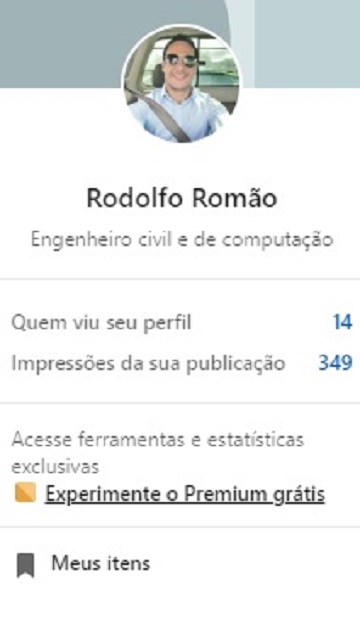 Rodolfo Romão
Engenheiro civil e de computação
Quem viu seu perfil 14
Impressões da sua publicação 349
Acesse ferramentas e estatísticas
exclusivas
Experimente o Premium grátis
Meus itens